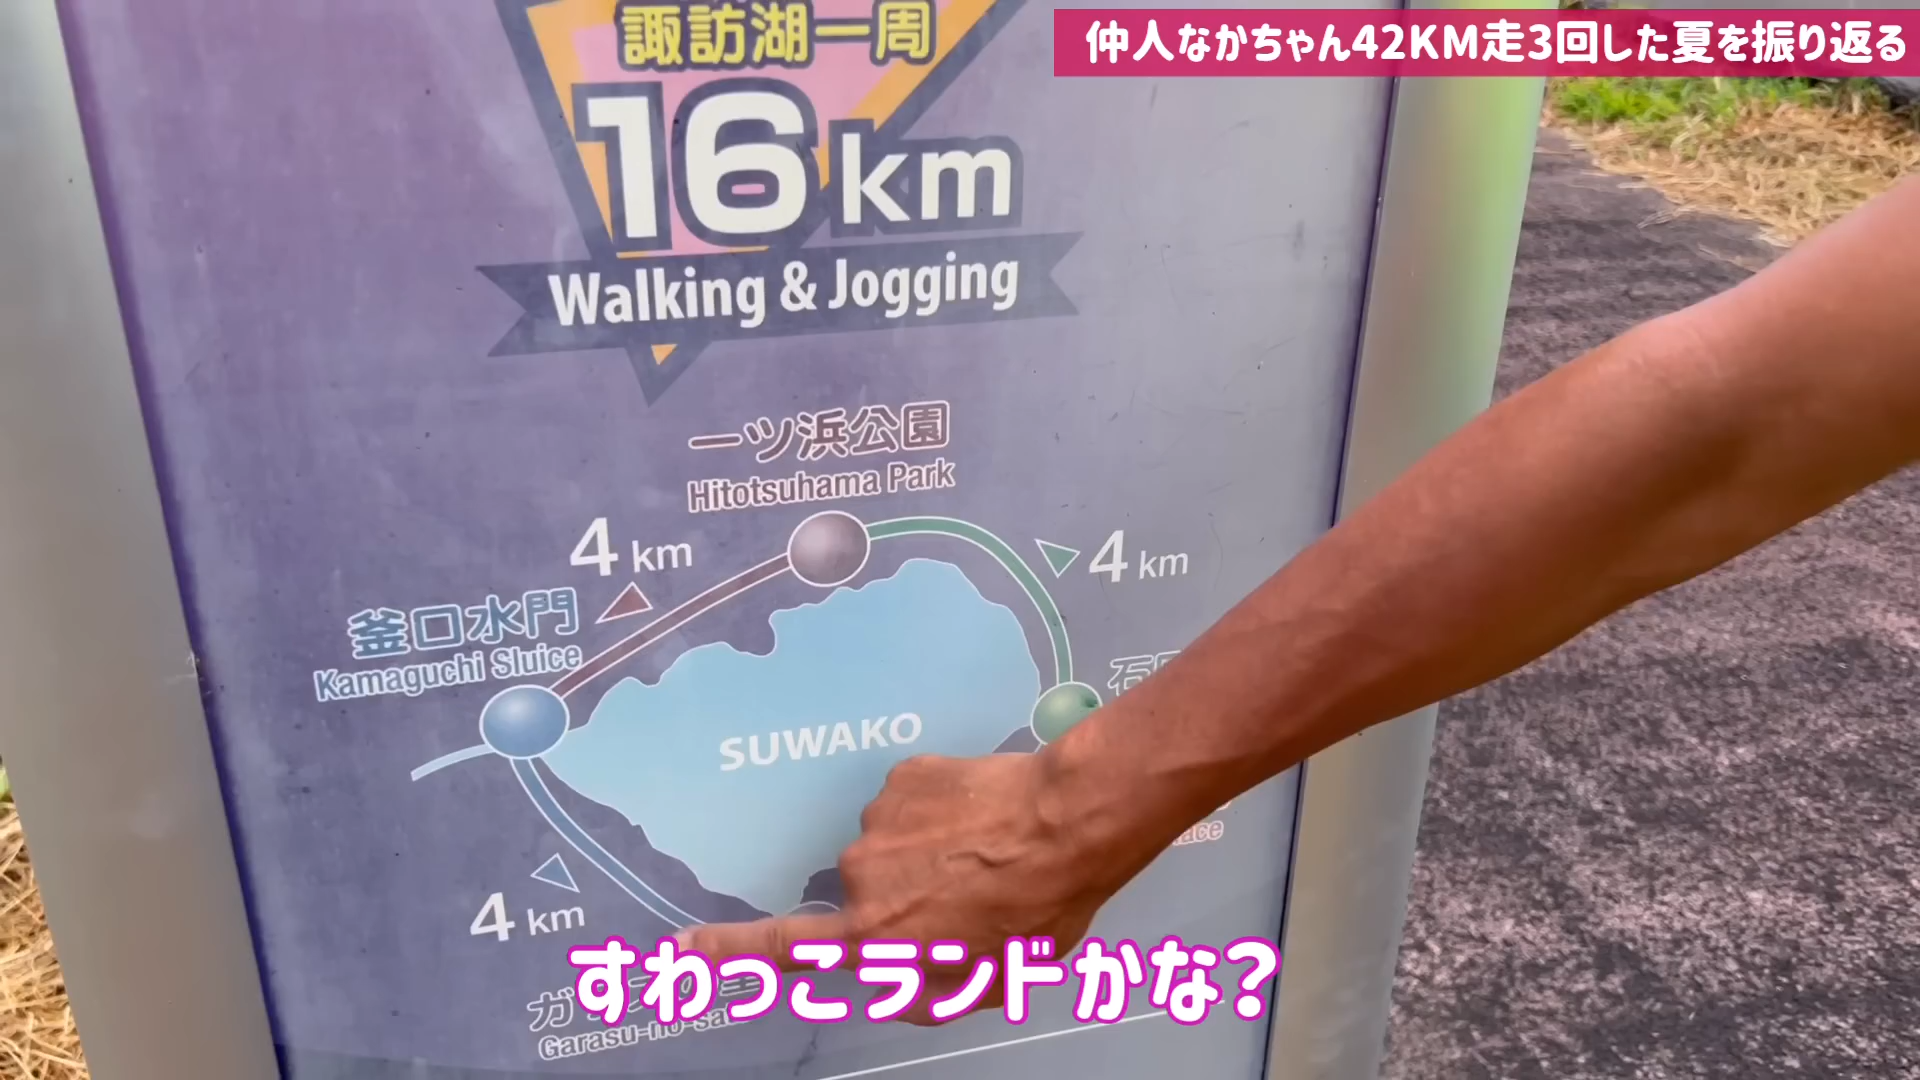 仲人なかちゃん42KM走3回した夏を振り返る
諏訪湖一周
16 km
Walking & Jogging
一ツ浜公園
Hitotsuhama Park
4 km
4 km
釜口水門
Kamaguchi Sluice
SUWAKO
4 km
すわっこランドかな?